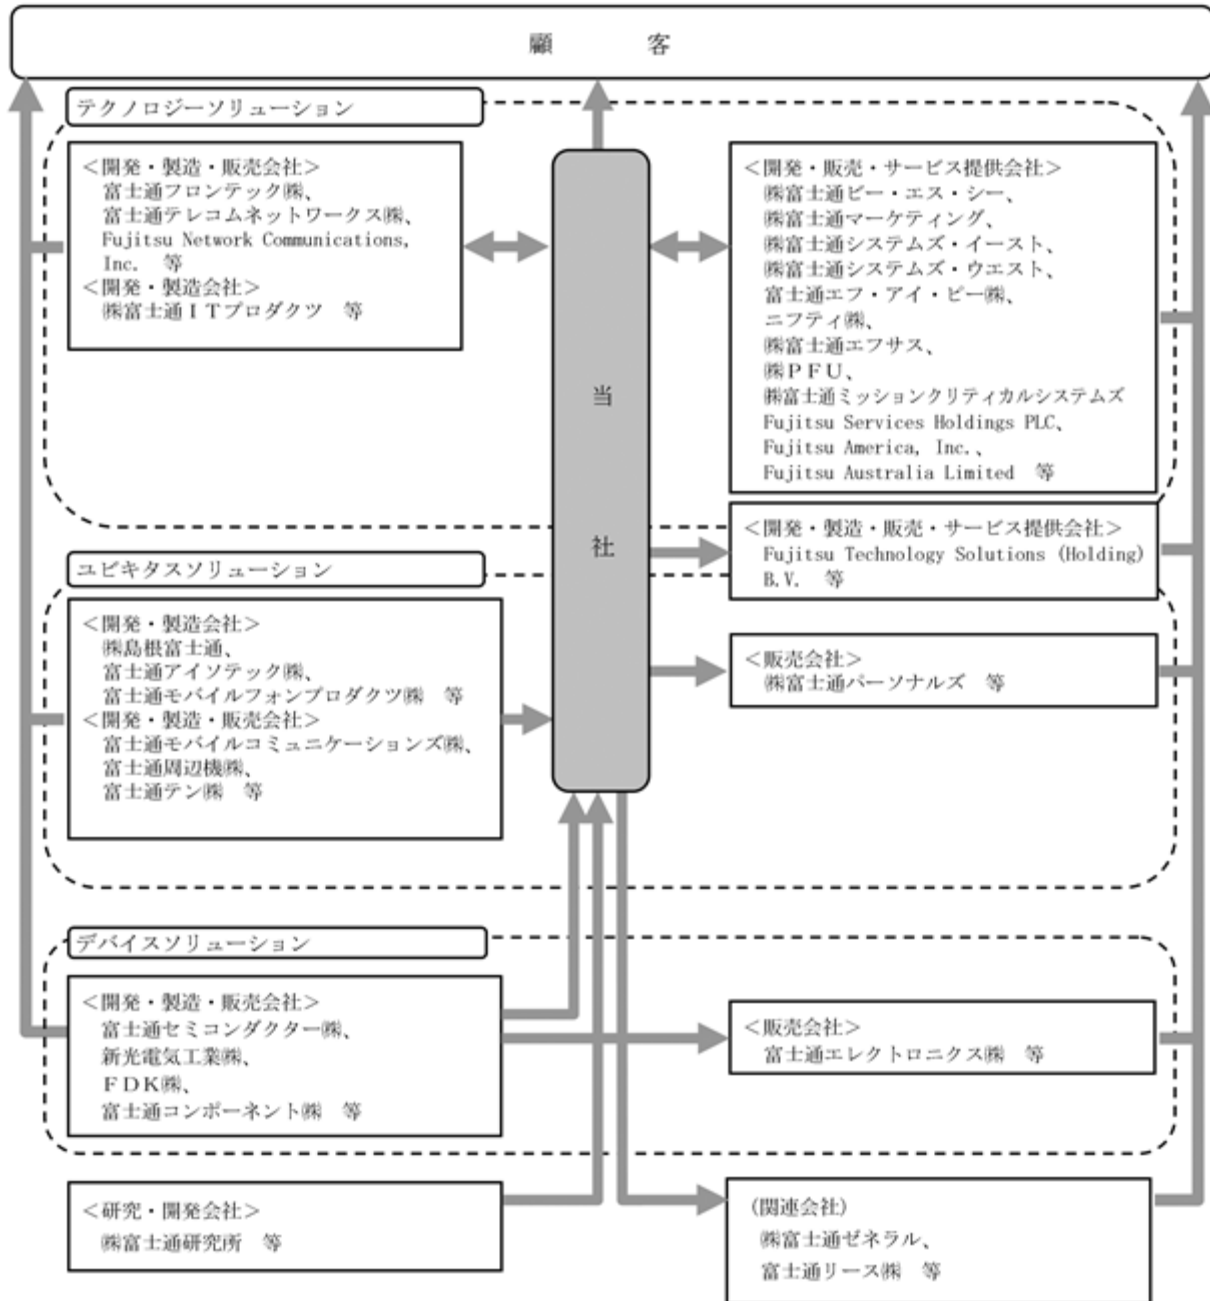 顧　客
テクノロジーソリューション
＜開発・製造・販売会社＞
富士通フロンテック㈱、
富士通テレコムネットワークス㈱、
Fujitsu Network Communications,
Inc.　等
＜開発・製造会社＞
㈱富士通ＩＴプロダクツ　等
当
社
＜開発・販売・サービス提供会社＞
㈱富士通ビー・エス・シー、
㈱富士通マーケティング、
㈱富士通システムズ・イースト、
㈱富士通システムズ・ウエスト、
富士通エフ・アイ・ピー㈱、
ニフティ㈱、
㈱富士通エフサス、
㈱ＰＦＵ、
㈱富士通ミッションクリティカルシステムズ
Fujitsu Services Holdings PLC、
Fujitsu America, Inc.、
Fujitsu Australia Limited　等
＜開発・製造・販売・サービス提供会社＞
Fujitsu Technology Solutions (Holding)
B.V.　等
ユビキタスソリューション
＜開発・製造会社＞
㈱島根富士通、
富士通アイソテック㈱、
富士通モバイルフォンプロダクツ㈱　等
＜開発・製造・販売会社＞
富士通モバイルコミュニケーションズ㈱、
富士通周辺機㈱、
富士通テン㈱　等
＜販売会社＞
㈱富士通パーソナルズ　等
デバイスソリューション
＜開発・製造・販売会社＞
富士通セミコンダクター㈱、
新光電気工業㈱、
ＦＤＫ㈱、
富士通コンポーネント㈱　等
＜販売会社＞
富士通エレクトロニクス㈱　等
＜研究・開発会社＞
㈱富士通研究所　等
(関連会社)
㈱富士通ゼネラル、
富士通リース㈱　等